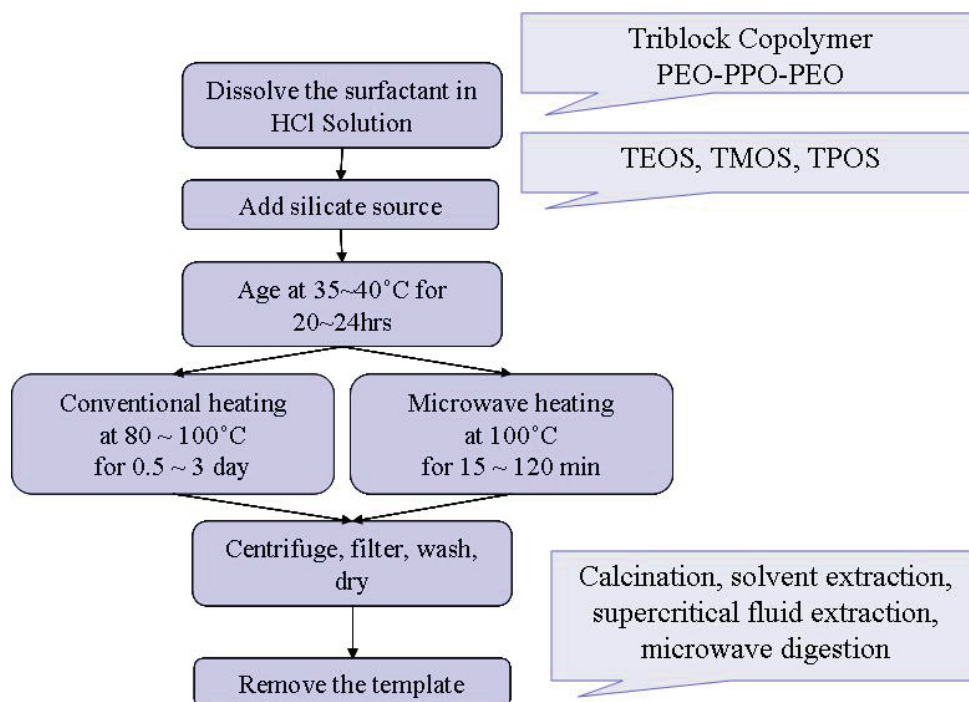 Triblock Copolymer
PEO-PPO-PEO
Dissolve the surfactant in
HCl Solution
TEOS, TMOS, TPOS
Add silicate source
Age at 35~40˚C for
20~24hrs
Conventional heating
at 80 ~ 100˚C
for 0.5 ~ 3 day
Microwave heating
at 100˚C
for 15 ~ 120 min
Centrifuge, filter, wash,
dry
Calcination, solvent extraction,
supercritical fluid extraction,
microwave digestion
Remove the template